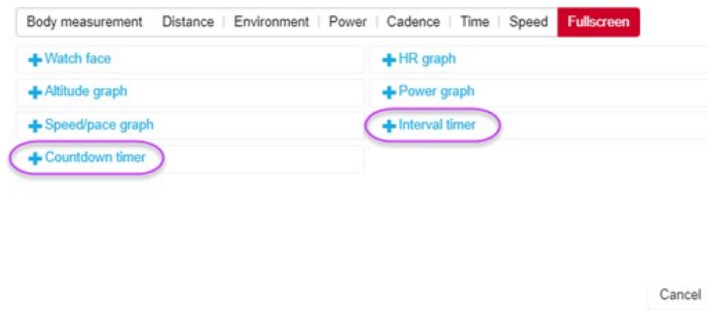 Body measurement Distance Environment Power Cadence Time Speed Fullscreen
Watch face HR graph
Altitude graph Power graph
Speed/pace graph Interval timer
Countdown timer
Cancel